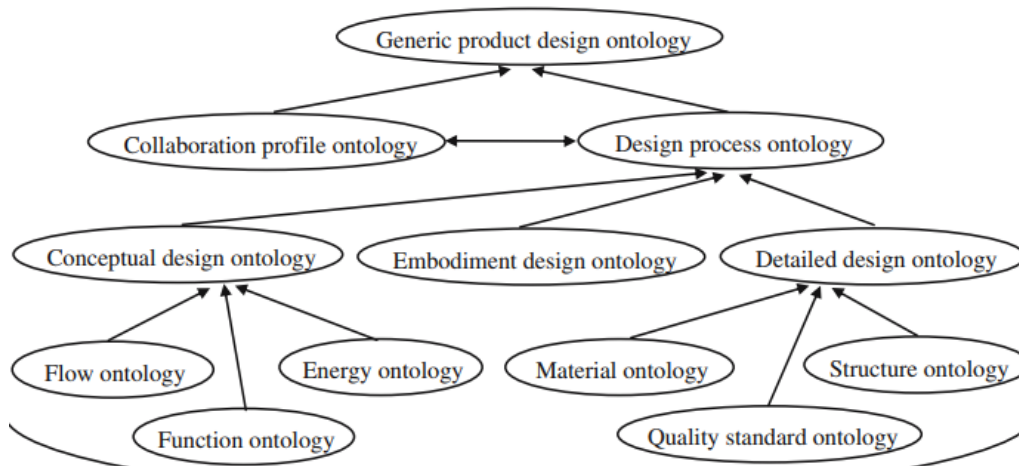 Generic product design ontology
Collaboration profile ontology
Design process ontology
Conceptual design ontology
Embodiment design ontology
Detailed design ontology
Flow ontology
Energy ontology
Material ontology
Structure ontology
Function ontology
Quality standard ontology